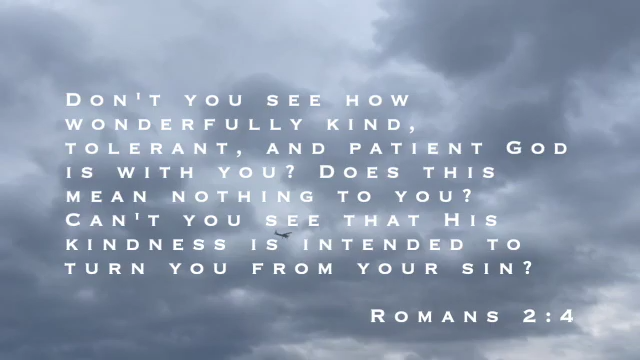 Don't you see how
wonderfully kind,
tolerant, and patient God
is with you? Does this
mean nothing to you?
Can't you see that His
kindness is intended to
turn you from your sin?
Romans 2:4